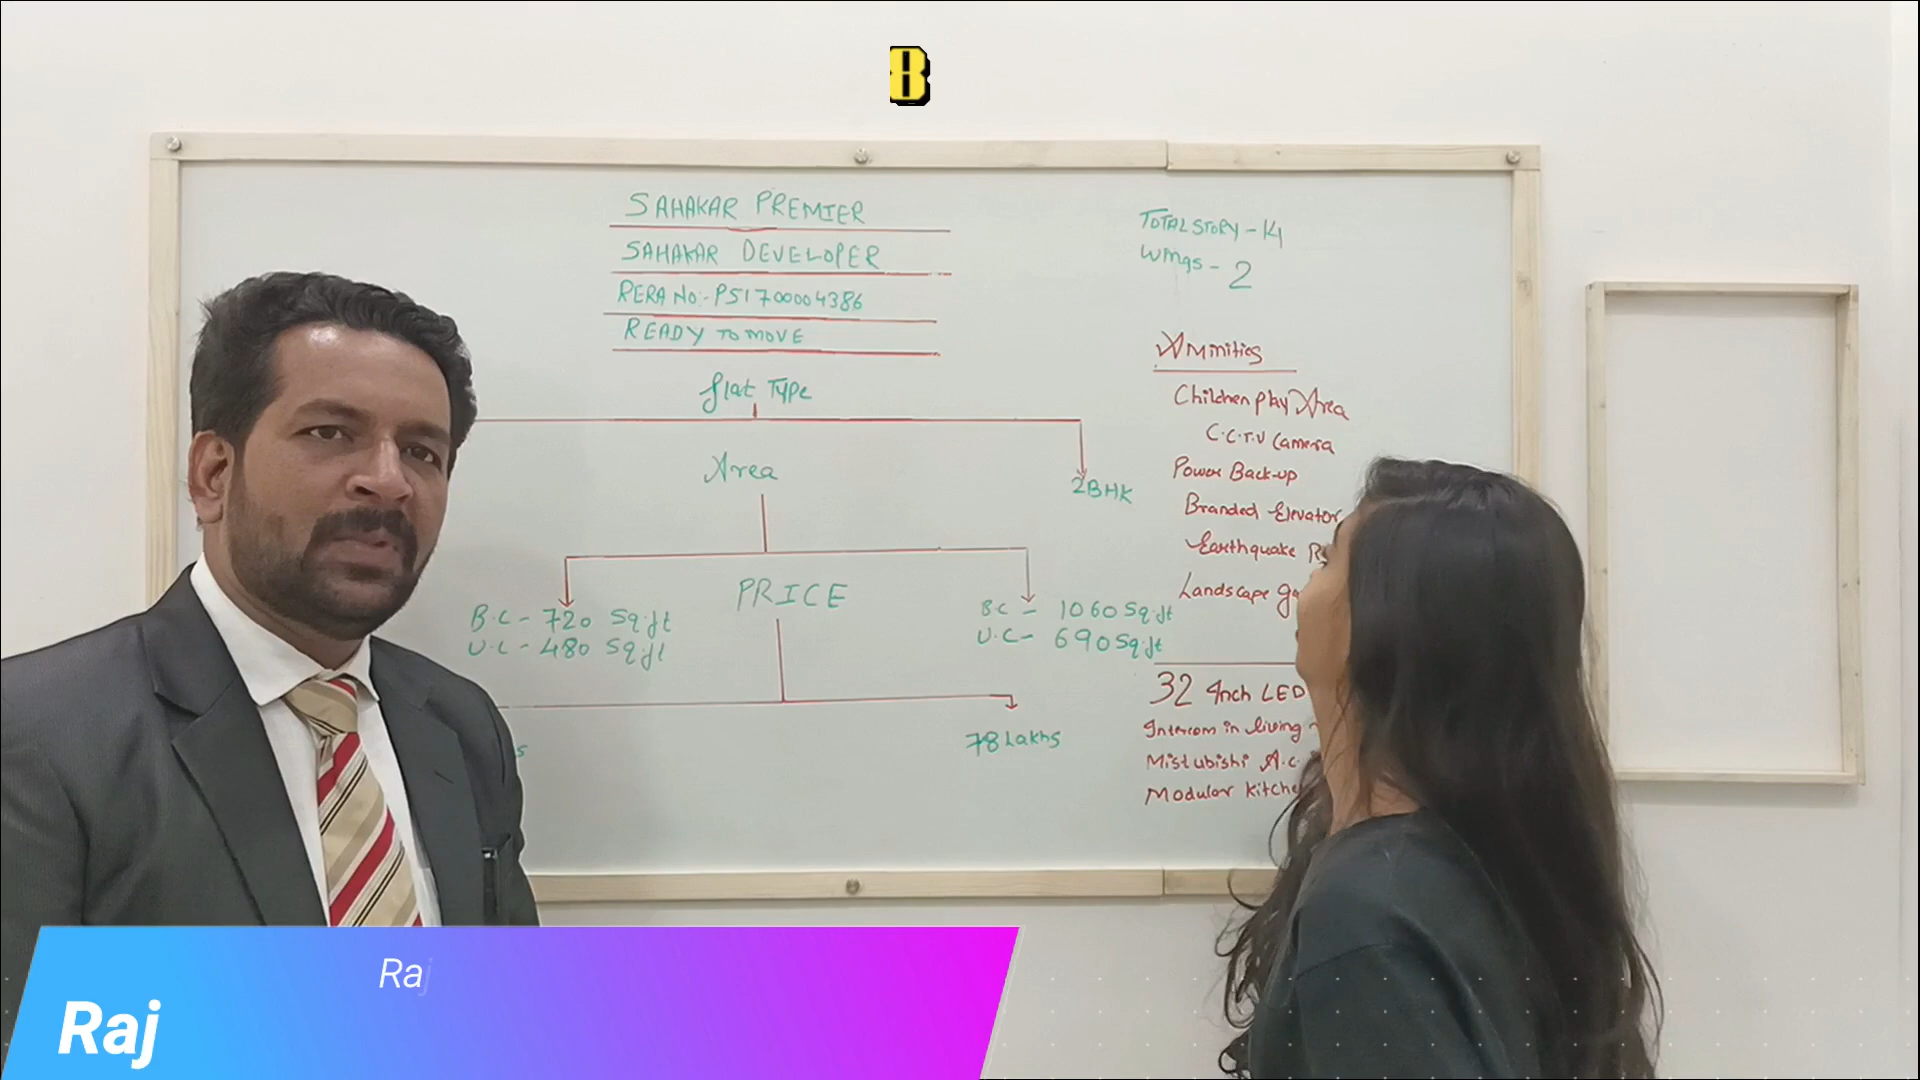 B
SAHAKAR PREMIER
SAHAKAR DEVELOPER
RERA No:- P51700004386
READY TO MOVE
flat Type
2BHK
Area
B.C - 720 Sq.ft
U.C - 480 Sq.ft
B.C - 1060 Sq.ft
U.C - 690 Sq.ft
PRICE
78 Lakhs
TOTAL STORY - 14
Wings - 2
Aminities
Children play Area
C.C.T.V Camera
Power Back-up
Branded Elevator
Earthquake
Landscape
32 Inch LED
Intercom in living
Mistubishi A.C.
Modular Kitche
Raj
Raj